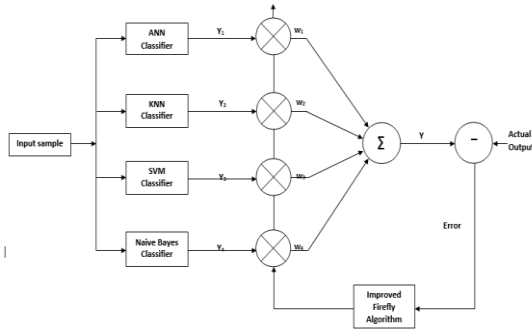 ANN
Classifier
Y₁
w₁
KNN
Classifier
Y₂
w₂
Input sample
Σ
Y
−
Actual
Output
SVM
Classifier
Y₃
w₃
Naive Bayes
Classifier
Y₄
w₄
Error
Improved
Firefly
Algorithm